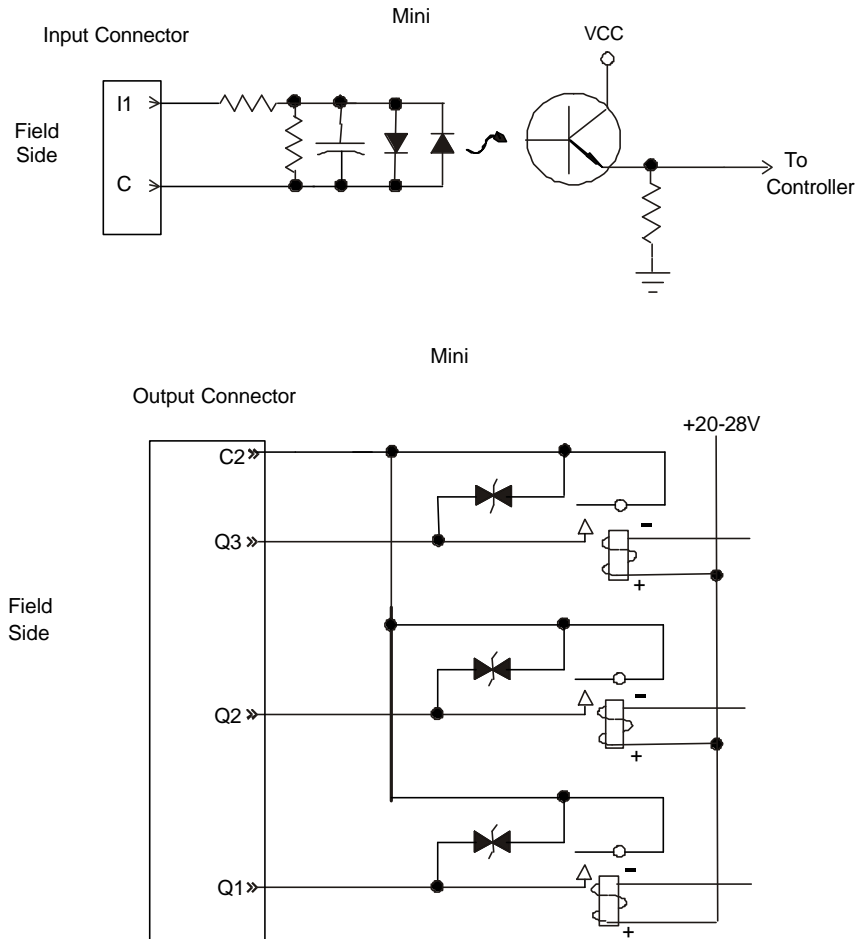 Mini
Input Connector
VCC
I1
Field
Side
C
To
Controller
Mini
Output Connector
+20-28V
C2
Q3
-
+
Field
Side
Q2
-
+
Q1
-
+